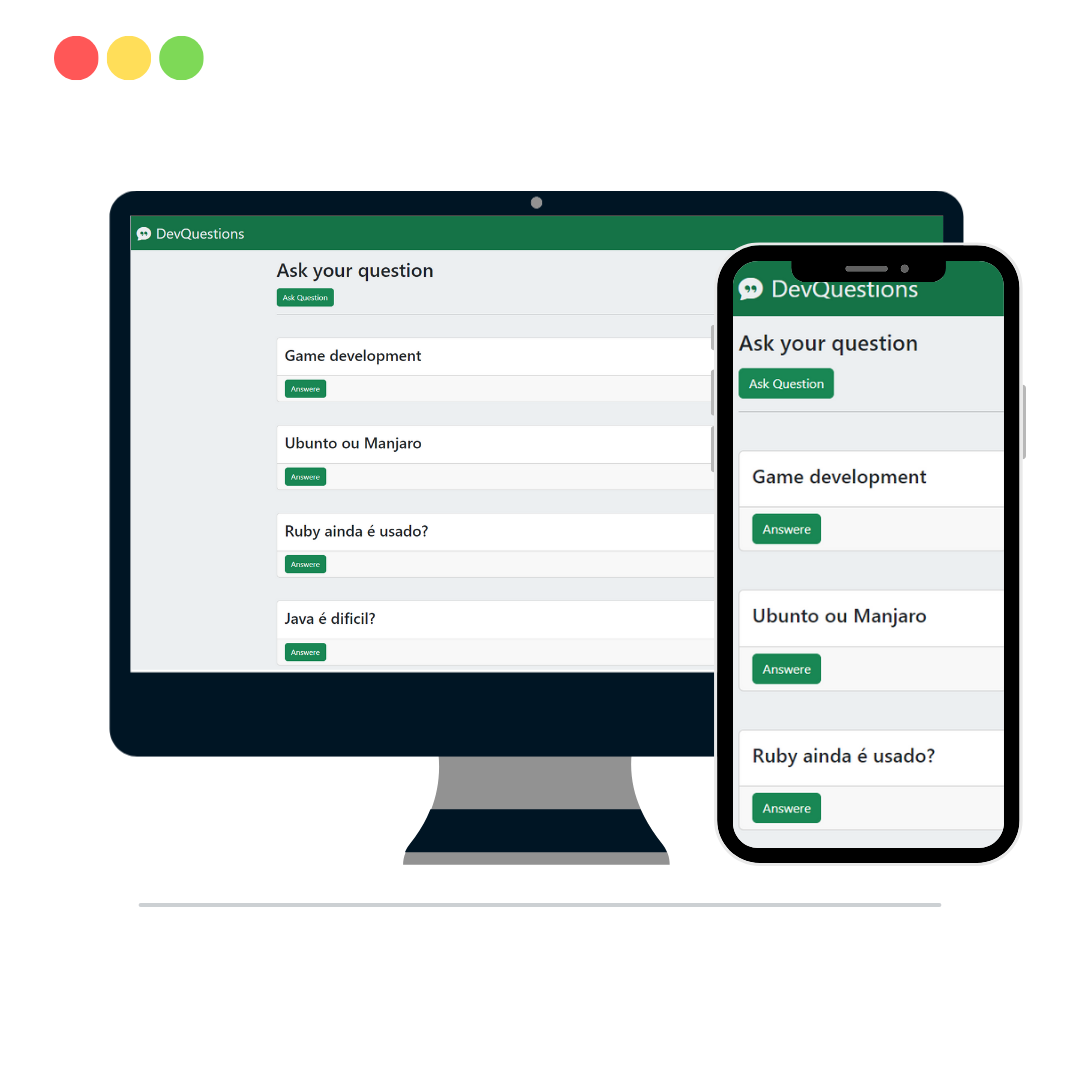 DevQuestions
Ask your question
Ask Question
Game development
Answere
Ubunto ou Manjaro
Answere
Ruby ainda é usado?
Answere
Java é dificil?
Answere
DevQuestions
Ask your question
Ask Question
Game development
Answere
Ubunto ou Manjaro
Answere
Ruby ainda é usado?
Answere